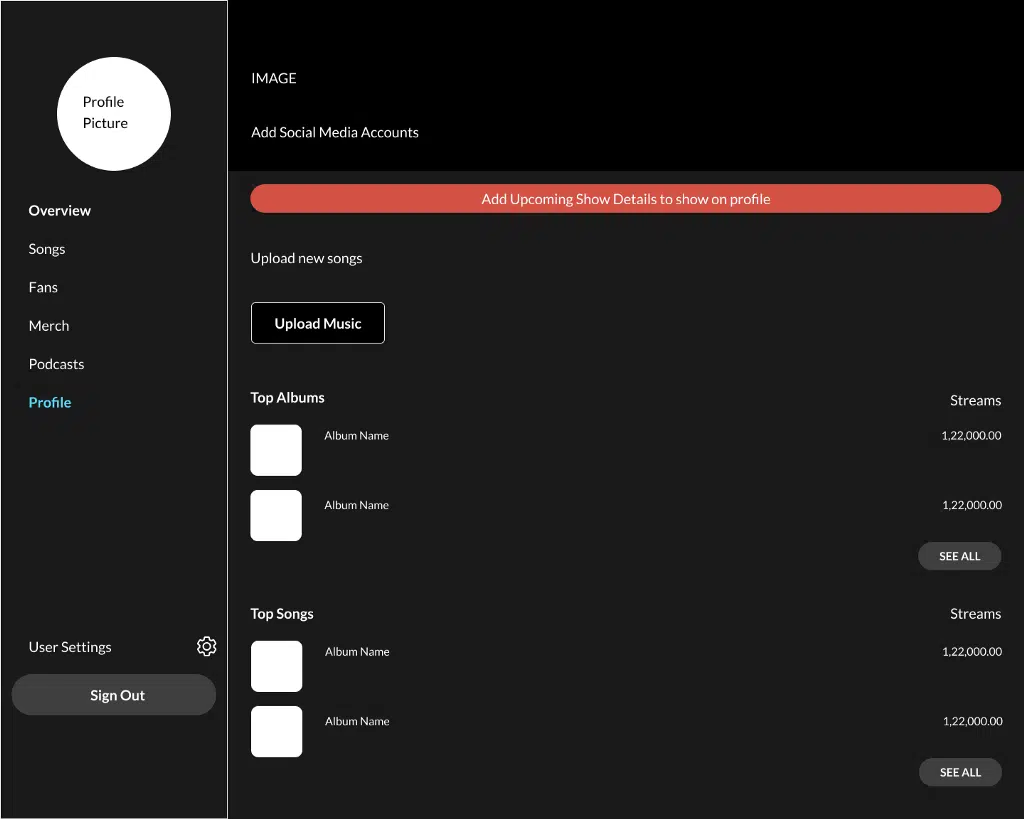 Profile
Picture
Overview
Songs
Fans
Merch
Podcasts
Profile
User Settings
Sign Out
IMAGE
Add Social Media Accounts
Add Upcoming Show Details to show on profile
Upload new songs
Upload Music
Top Albums Streams
Album Name 1,22,000.00
Album Name 1,22,000.00
SEE ALL
Top Songs Streams
Album Name 1,22,000.00
Album Name 1,22,000.00
SEE ALL